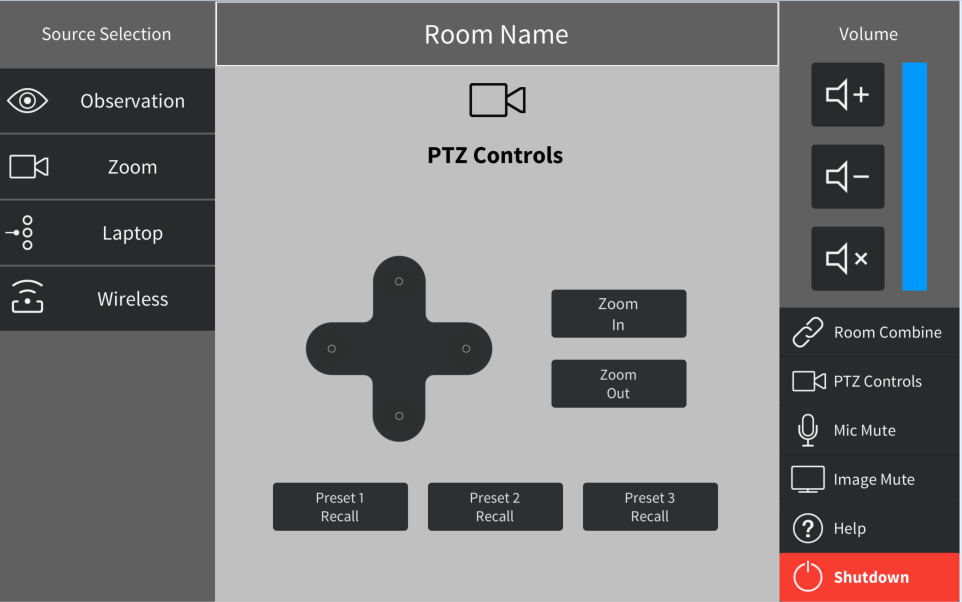 Source Selection
Observation
Zoom
Laptop
Wireless
Room Name
PTZ Controls
Zoom
In
Zoom
Out
Preset 1
Recall
Preset 2
Recall
Preset 3
Recall
Volume
Room Combine
PTZ Controls
Mic Mute
Image Mute
Help
Shutdown